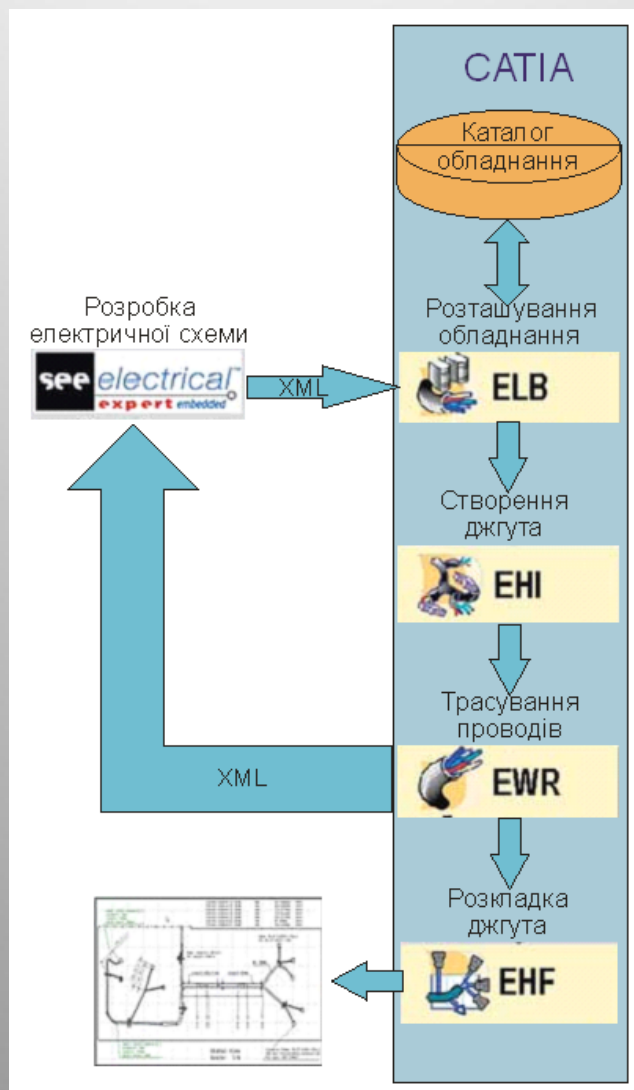 CATIA
Каталог
обладнання
Розробка
електричної схеми
see electrical™
expert embedded
XML
Розташування
обладнання
ELB
Створення
джгута
EHI
Трасування
проводів
EWR
XML
Розкладка
джгута
EHF